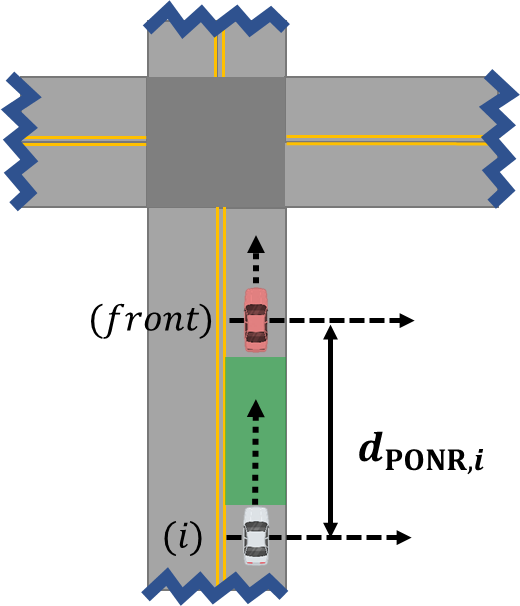 (front)
d_PONR,i
(i)